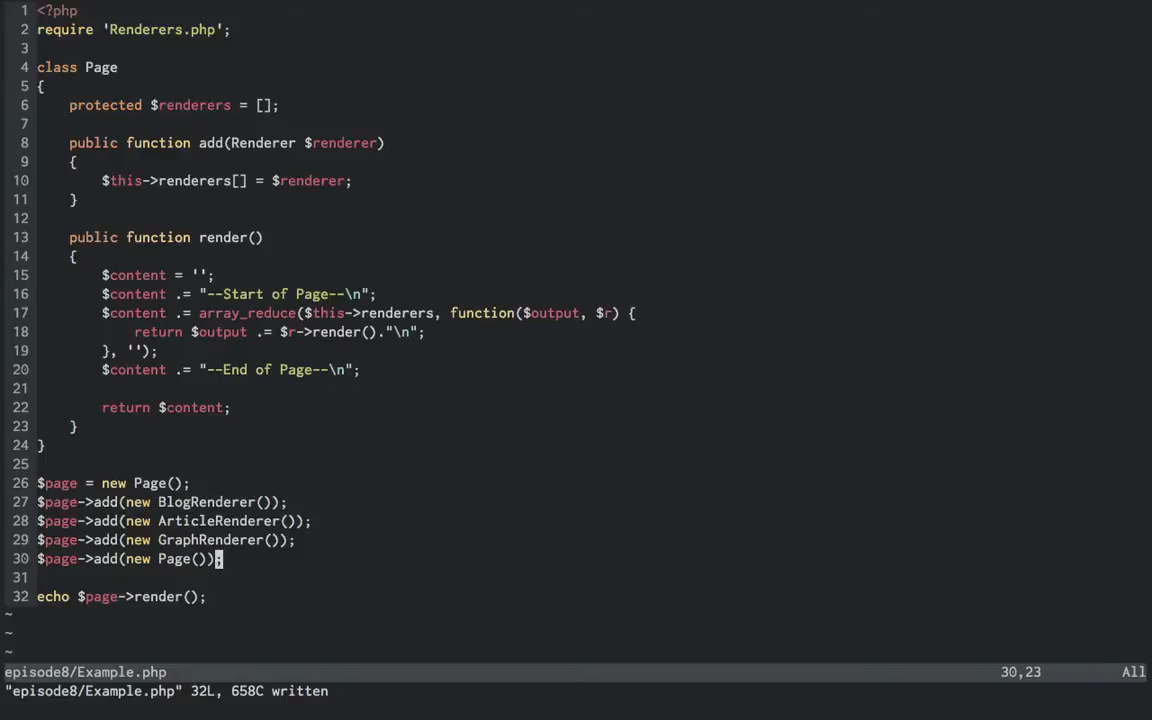 1 <?php
2 require 'Renderers.php';
3
4 class Page
5 {
6     protected $renderers = [];
7
8     public function add(Renderer $renderer)
9     {
10         $this->renderers[] = $renderer;
11     }
12
13     public function render()
14     {
15         $content = '';
16         $content .= "--Start of Page--\n";
17         $content .= array_reduce($this->renderers, function($output, $r) {
18             return $output .= $r->render()."\n";
19         }, '');
20         $content .= "--End of Page--\n";
21
22         return $content;
23     }
24 }
25
26 $page = new Page();
27 $page->add(new BlogRenderer());
28 $page->add(new ArticleRenderer());
29 $page->add(new GraphRenderer());
30 $page->add(new Page());
31
32 echo $page->render();
~
~
~
episode8/Example.php 30,23 All
"episode8/Example.php" 32L, 658C written